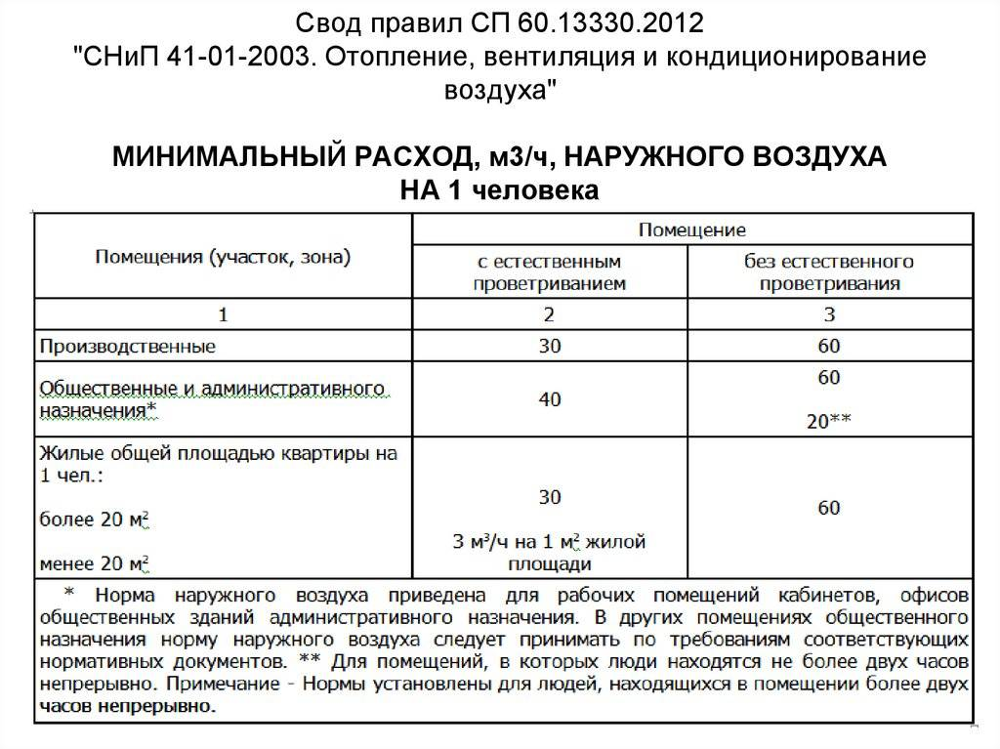 Свод правил СП 60.13330.2012
"СНиП 41-01-2003. Отопление, вентиляция и кондиционирование
воздуха"
МИНИМАЛЬНЫЙ РАСХОД, м3/ч, НАРУЖНОГО ВОЗДУХА
НА 1 человека
Помещения (участок, зона)
Помещение
с естественным
проветриванием
без естественного
проветривания
1
2
3
Производственные
30
60
Общественные и административного
назначения*
40
60
20**
Жилые общей площадью квартиры на
1 чел.:
более 20 м²
менее 20 м²
30
3 м³/ч на 1 м² жилой
площади
60
* Норма наружного воздуха приведена для рабочих помещений кабинетов, офисов
общественных зданий административного назначения. В других помещениях общественного
назначения норму наружного воздуха следует принимать по требованиям соответствующих
нормативных документов. ** Для помещений, в которых люди находятся не более двух часов
непрерывно. Примечание - Нормы установлены для людей, находящихся в помещении более двух
часов непрерывно.